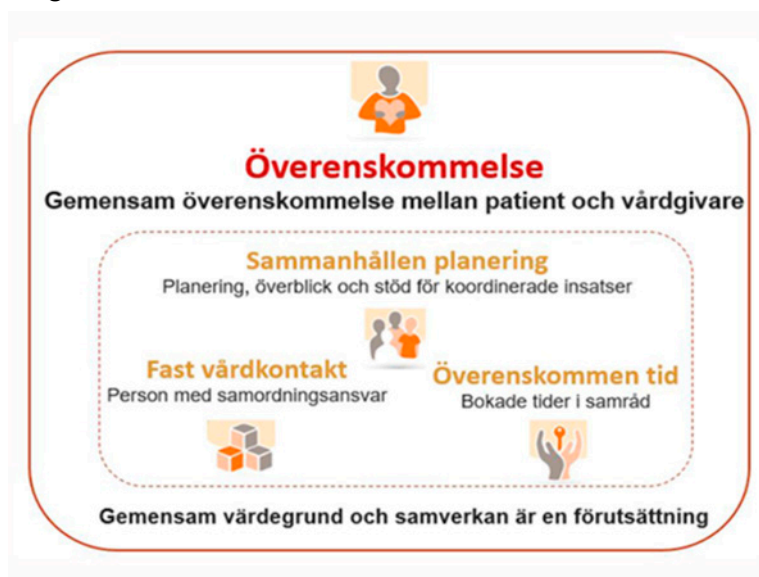 Överenskommelse
Gemensam överenskommelse mellan patient och vårdgivare
Sammanhållen planering
Planering, överblick och stöd för koordinerade insatser
Fast vårdkontakt
Person med samordningsansvar
Överenskommen tid
Bokade tider i samråd
Gemensam värdegrund och samverkan är en förutsättning